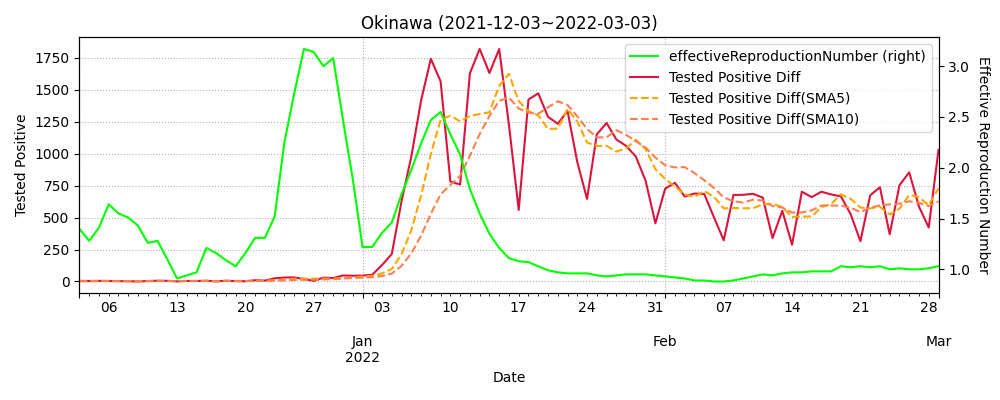 Okinawa (2021-12-03~2022-03-03)
effectiveReproductionNumber (right)
Tested Positive Diff
Tested Positive Diff(SMA5)
Tested Positive Diff(SMA10)
Tested Positive
1750
1500
1250
1000
750
500
250
0
3.0
2.5
2.0
1.5
1.0
Effective Reproduction Number
06 13 20 27 03 10 17 24 31 07 14 21 28
Jan Feb Mar
2022
Date